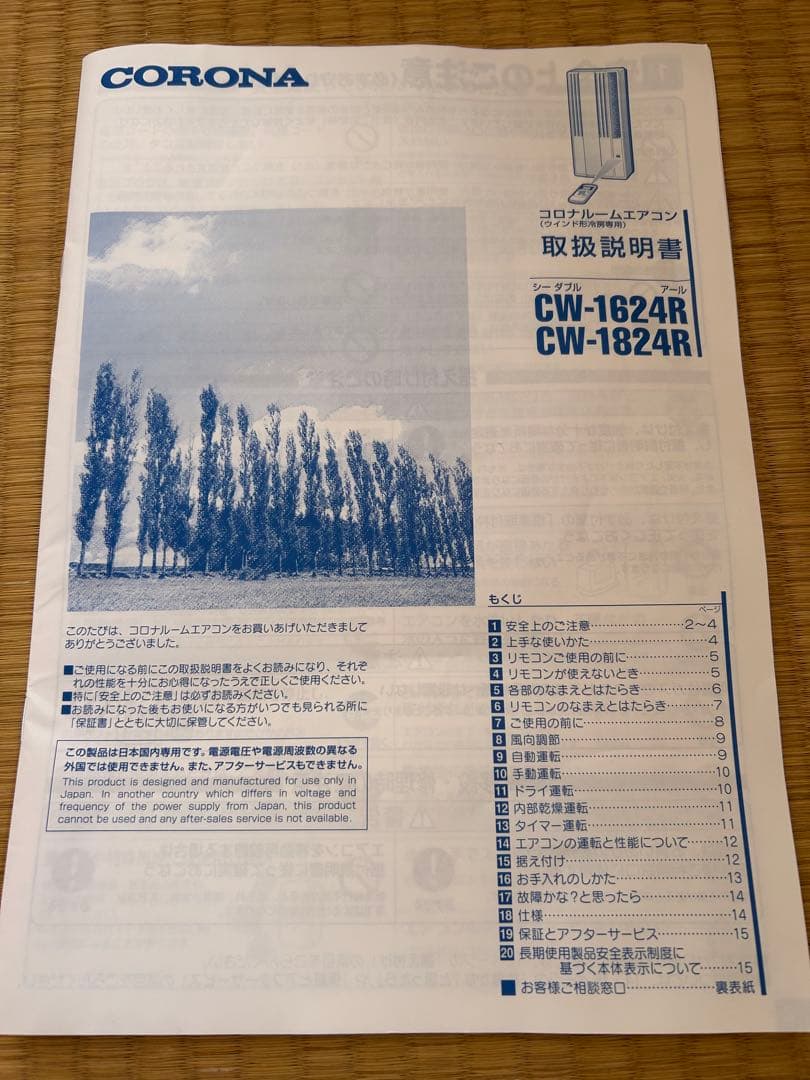 CORONA
コロナルームエアコン
(ウインド形冷房専用)
取扱説明書
シー ダブル アール
CW-1624R
CW-1824R
このたびは、コロナルームエアコンをお買いあげいただきまして
ありがとうございました。
■ご使用になる前にこの取扱説明書をよくお読みになり、それぞ
れの性能を十分にお心得になったうえで正しくご使用ください。
■特に「安全上のご注意」は必ずお読みください。
■お読みになった後もお使いになる方がいつでも見られる所に
「保証書」とともに大切に保管してください。
この製品は日本国内専用です。電源電圧や電源周波数の異なる
外国では使用できません。また、アフターサービスもできません。
This product is designed and manufactured for use only in
Japan. In another country which differs in voltage and
frequency of the power supply from Japan, this product
cannot be used and any after-sales service is not available.
もくじ
ページ
1 安全上のご注意……………………2～4
2 上手な使いかた……………………4
3 リモコンご使用の前に……………5
4 リモコンが使えないとき…………5
5 各部のなまえとはたらき…………6
6 リモコンのなまえとはたらき……7
7 ご使用の前に………………………8
8 風向調節……………………………9
9 自動運転……………………………9
10 手動運転……………………………10
11 ドライ運転…………………………10
12 内部乾燥運転………………………11
13 タイマー運転………………………11
14 エアコンの運転と性能について……12
15 据え付け……………………………12
16 お手入れのしかた…………………13
17 故障かな?と思ったら……………14
18 仕様…………………………………14
19 保証とアフターサービス…………15
20 長期使用製品安全表示制度に
基づく本体表示について………15
■ お客様ご相談窓口……………裏表紙